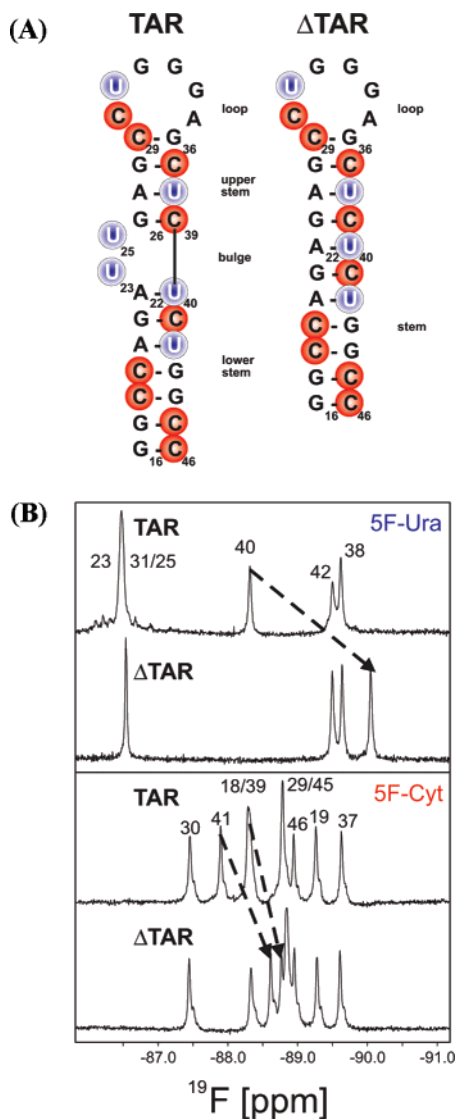 (A)
TAR ΔTAR
G G G G
U G U G
C A loop C A loop
C - G C - G
29 36 29 36
G - C G - C
A - U upper stem A - U
G - C G - C
26 39
U A - U
25 22 40
U bulge G - C
23
A - U A - U
22 40
G - C C - G stem
A - U C - G
C - G lower stem G - C
C - G G - C
G - C 16 46
G - C
16 46
(B)
TAR 5F-Ura
23 31/25 40 42 38
ΔTAR
TAR 5F-Cyt
30 41 18/39 29/45 46 19 37
ΔTAR
-87.0 -88.0 -89.0 -90.0 -91.0
19F [ppm]